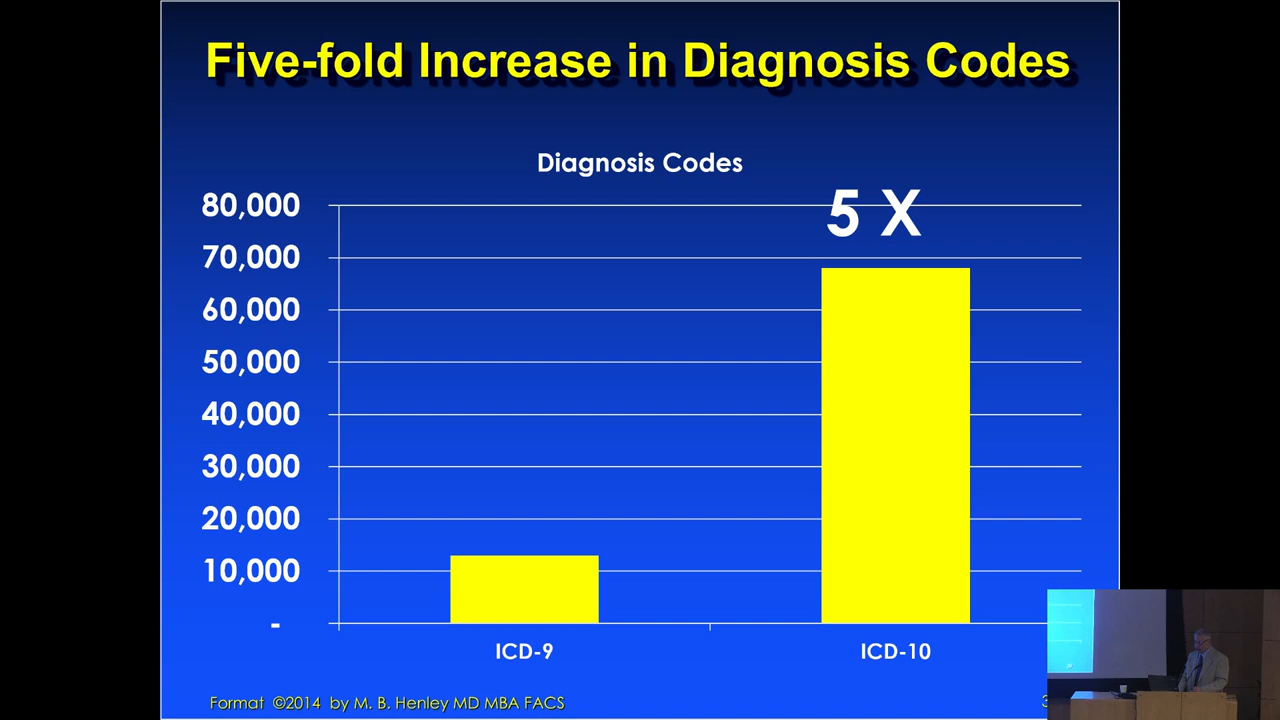 Five-fold Increase in Diagnosis Codes
Diagnosis Codes
5 X
80,000
70,000
60,000
50,000
40,000
30,000
20,000
10,000
-
ICD-9
ICD-10
Format ©2014 by M. B. Henley MD MBA FACS